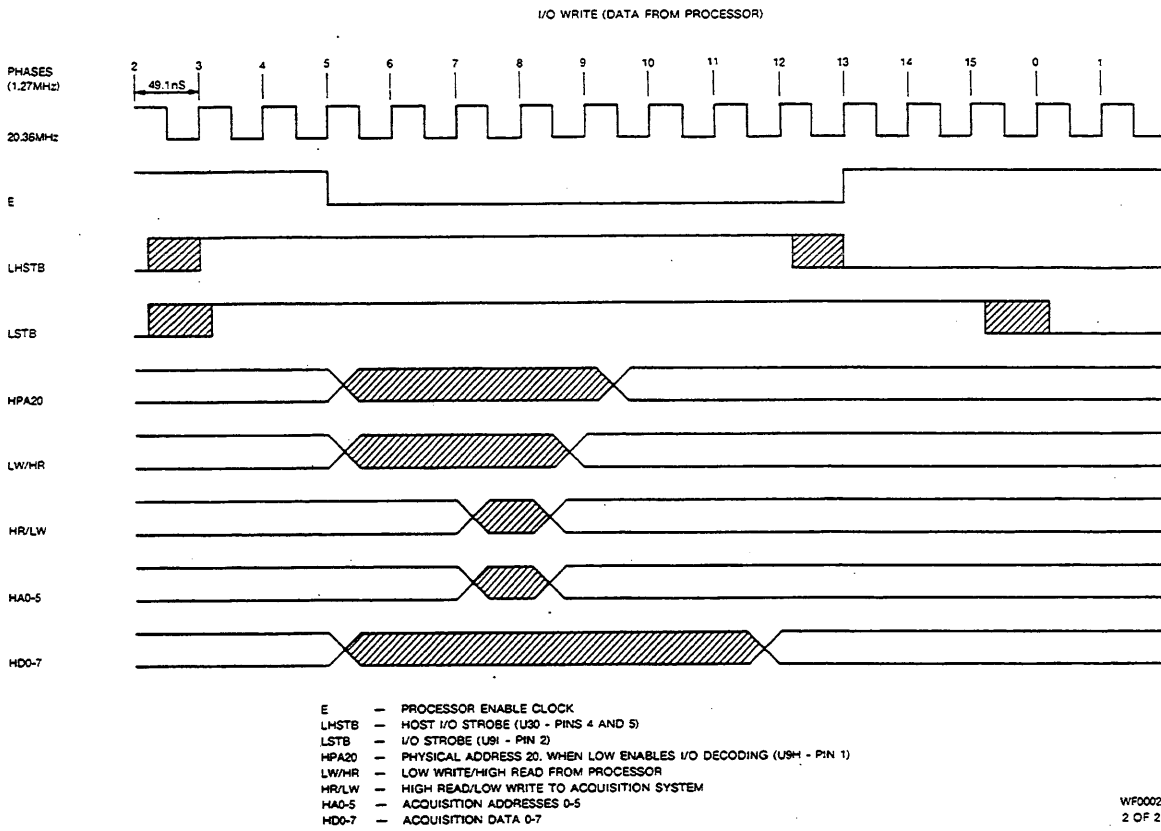 I/O WRITE (DATA FROM PROCESSOR)
PHASES 2 3 4 5 6 7 8 9 10 11 12 13 14 15 0 1
(1.27MHz) 49.1nS
20.36MHz
E
LHSTB
LSTB
HPA20
LW/HR
HR/LW
HA0-5
HD0-7
E — PROCESSOR ENABLE CLOCK
LHSTB — HOST I/O STROBE (U30 - PINS 4 AND 5)
LSTB — I/O STROBE (U9I - PIN 2)
HPA20 — PHYSICAL ADDRESS 20. WHEN LOW ENABLES I/O DECODING (U9H - PIN 1)
LW/HR — LOW WRITE/HIGH READ FROM PROCESSOR
HR/LW — HIGH READ/LOW WRITE TO ACQUISITION SYSTEM
HA0-5 — ACQUISITION ADDRESSES 0-5
HD0-7 — ACQUISITION DATA 0-7
WF0002
2 OF 2